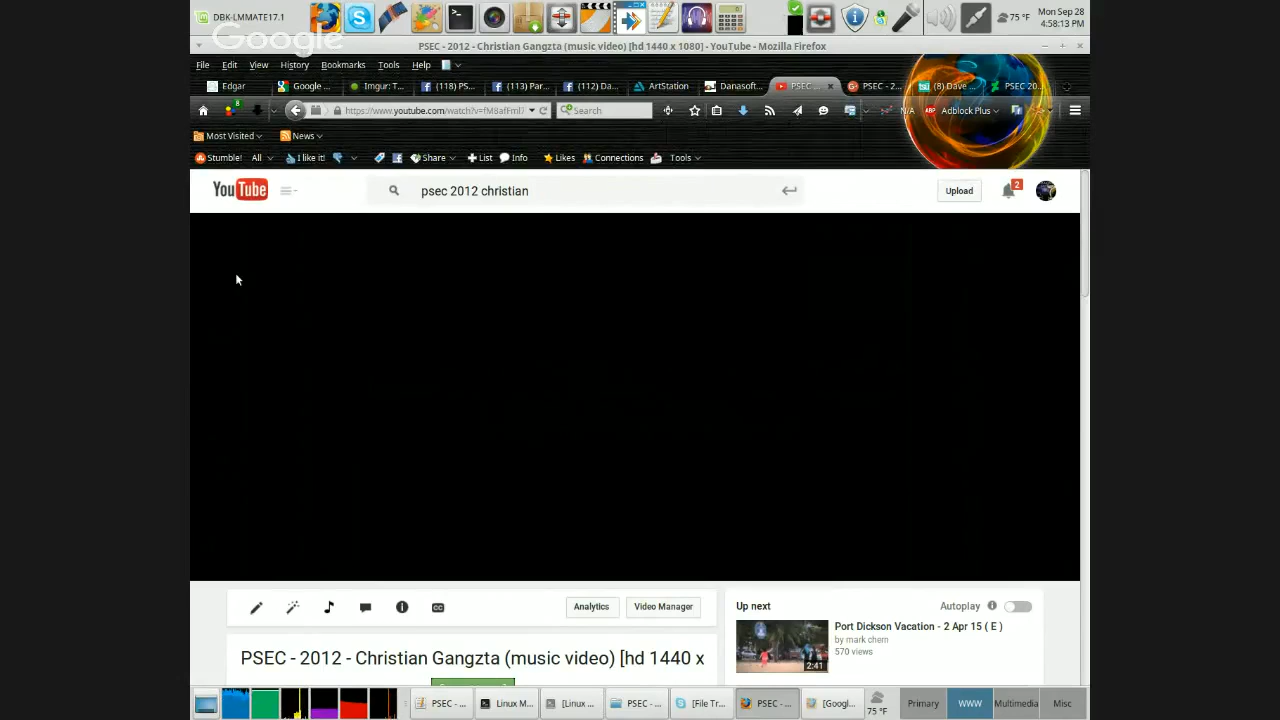 DBK-LMMATE17.1
75 °F
Mon Sep 28
4:58:13 PM
Google
PSEC - 2012 - Christian Gangzta (music video) [hd 1440 x 1080] - YouTube - Mozilla Firefox
File Edit View History Bookmarks Tools Help
Edgar
Google ...
Imgur: T...
(118) PS...
(113) Par...
(112) Da...
ArtStation
Danasoft...
PSEC ...
PSEC - 2...
(8) Dave ...
PSEC 20...
8
https://www.youtube.com/watch?v=
Search
N/A
ABP Adblock Plus
Most Visited News
Stumble! All I like it! Share List Info Likes Connections Tools
YouTube
psec 2012 christian
Upload
2
Analytics
Video Manager
Up next
Autoplay
Port Dickson Vacation - 2 Apr 15 ( E )
by mark chem
570 views
2:41
PSEC - 2012 - Christian Gangzta (music video) [hd 1440 x
PSEC - ...
Linux M...
[Linux ...
PSEC - ...
[File Tr...
PSEC - ...
[Googl...
75 °F
Primary
WWW
Multimedia
Misc